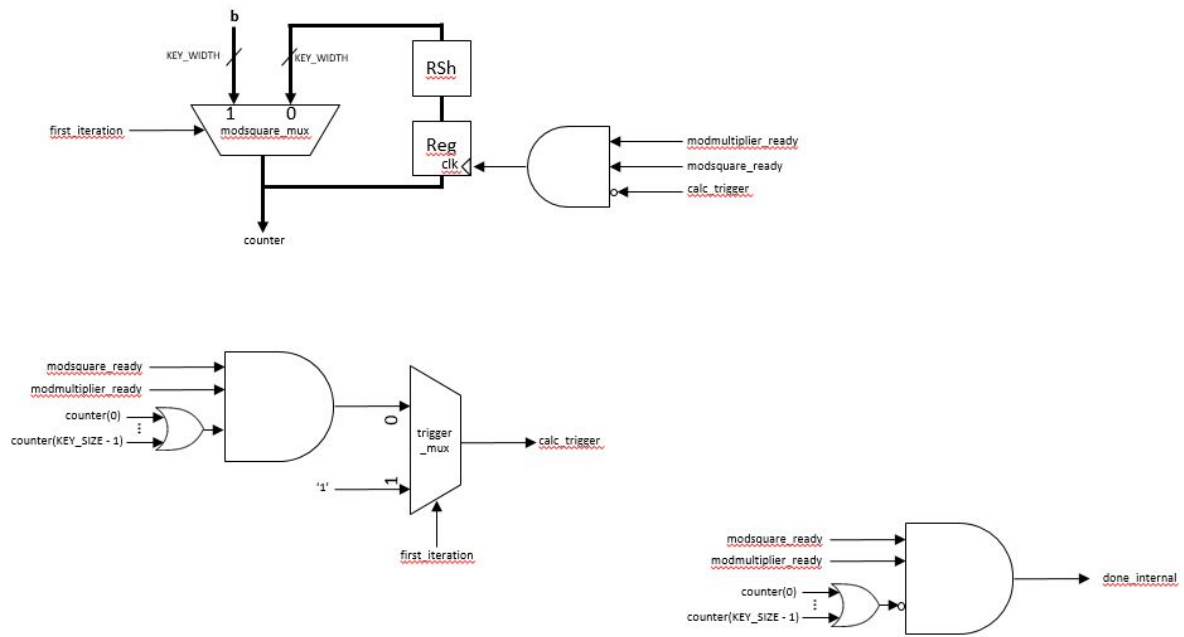 b
KEY_WIDTH
KEY_WIDTH
RSh
1
0
first_iteration
modsquare_mux
Reg
clk
modmultiplier_ready
modsquare_ready
calc_trigger
counter
modsquare_ready
modmultiplier_ready
counter(0)
counter(KEY_SIZE - 1)
0
trigger
_mux
calc_trigger
'1'
1
first_iteration
modsquare_ready
modmultiplier_ready
counter(0)
counter(KEY_SIZE - 1)
done_internal